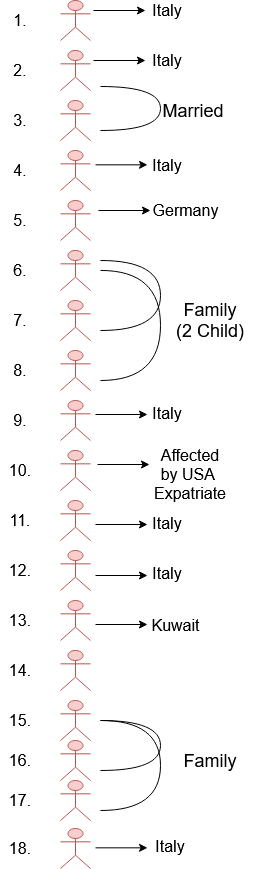 1. Italy
2. Italy
Married
3.
4. Italy
5. Germany
6.
7. Family
(2 Child)
8.
9. Italy
10. Affected
by USA
Expatriate
11. Italy
12. Italy
13. Kuwait
14.
15.
16. Family
17.
18. Italy